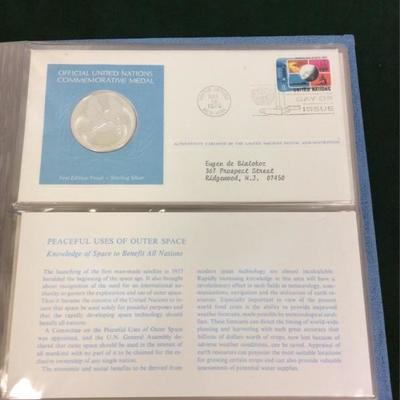 OFFICIAL UNITED NATIONS
COMMEMORATIVE MEDAL
First Edition Proof • Sterling Silver
UNITED NATIONS
DAY OF
ISSUE
AUTHENTICALLY CANCELED BY THE UNITED NATIONS POSTAL ADMINISTRATION
Eugen de Bialokoz
367 Prospect Street
Ridgewood, N.J. 07450
PEACEFUL USES OF OUTER SPACE
Knowledge of Space to Benefit All Nations
The launching of the first man-made satellite in 1957
heralded the beginning of the space age. It also brought
about recognition of the need for an international au-
thority to govern the exploration and use of outer space.
Thus it became the concern of the United Nations to in-
sure that space be used solely for peaceful purposes and
that the rapidly developing space technology should
benefit all nations.
A Committee on the Peaceful Uses of Outer Space
was appointed, and the U.N. General Assembly de-
clared that outer space should be used in the interest of
all mankind with no part of it to be claimed for the ex-
clusive ownership of any single nation.
The economic and social benefits to be derived from
modern space technology are almost incalculable.
Rapidly increasing knowledge in this area will have a
revolutionary effect in such fields as meteorology, com-
munications, navigation and the utilization of earth re-
sources. Especially important in view of the present
world food crisis is the ability to provide improved
weather forecasts, made possible by meteorological satel-
lites. These forecasts can direct the timing of world-wide
planning and harvesting with such great accuracy that
billions of dollars worth of crops, now lost because of
adverse weather conditions, can be saved. Appraisal of
earth resources can pinpoint the most suitable locations
for growing certain crops and can also provide valuable
assessments of potential water supplies.